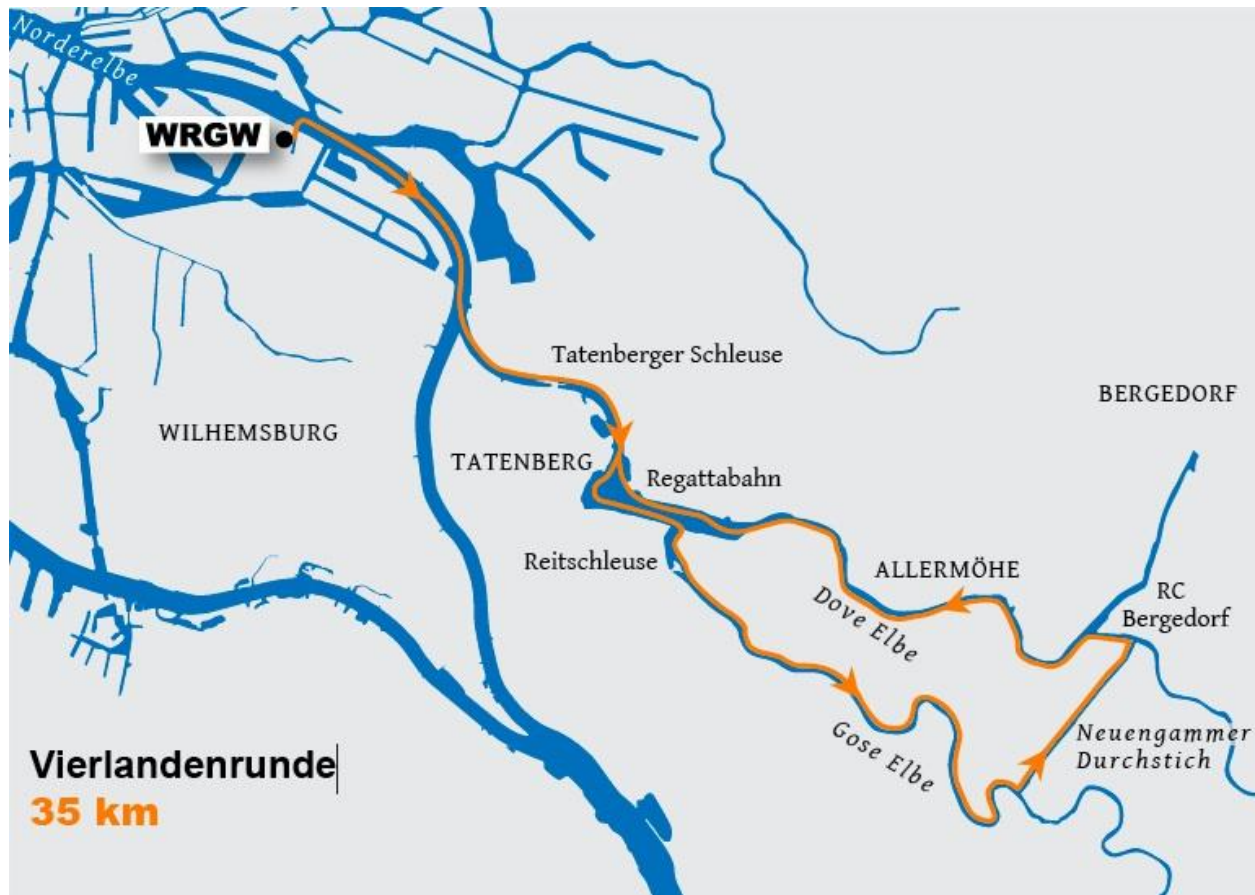 Norderelbe
WRGW
Tatenberger Schleuse
BERGEDORF
WILHEMSBURG
TATENBERG
Regattabahn
Reitschleuse
ALLERMÖHE
RC
Bergedorf
Dove Elbe
Gose Elbe
Neuengammer
Durchstich
Vierlandenrunde
35 km